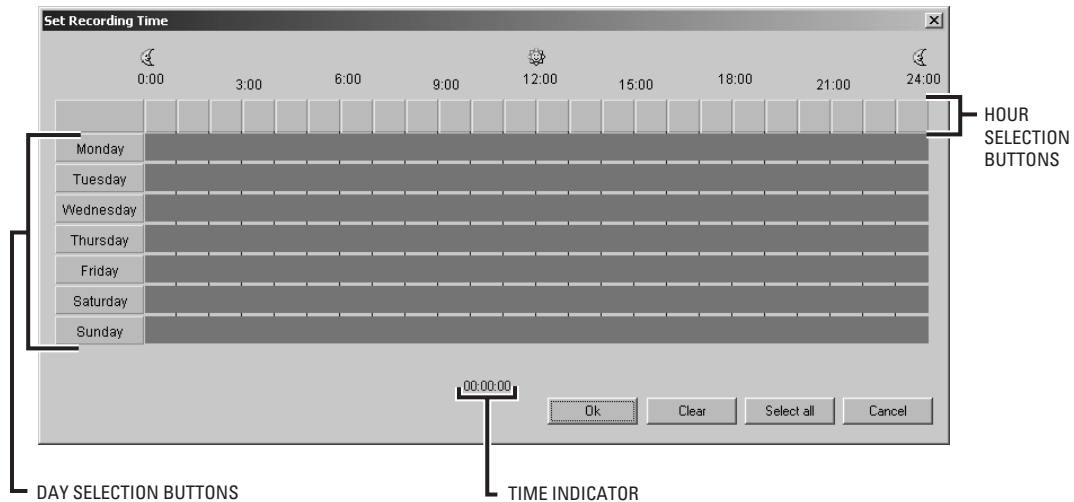 Set Recording Time
0:00 3:00 6:00 9:00 12:00 15:00 18:00 21:00 24:00
HOUR
SELECTION
BUTTONS
Monday
Tuesday
Wednesday
Thursday
Friday
Saturday
Sunday
00:00:00
Ok Clear Select all Cancel
DAY SELECTION BUTTONS
TIME INDICATOR